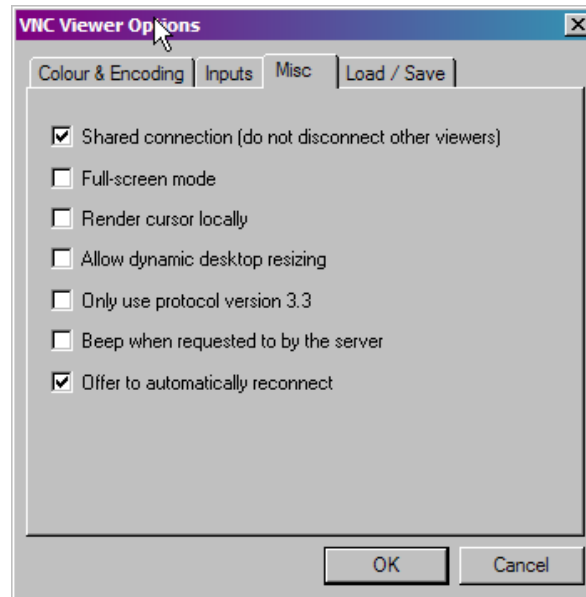 VNC Viewer Options
Colour & Encoding Inputs Misc Load / Save
Shared connection (do not disconnect other viewers)
Full-screen mode
Render cursor locally
Allow dynamic desktop resizing
Only use protocol version 3.3
Beep when requested to by the server
Offer to automatically reconnect
OK Cancel